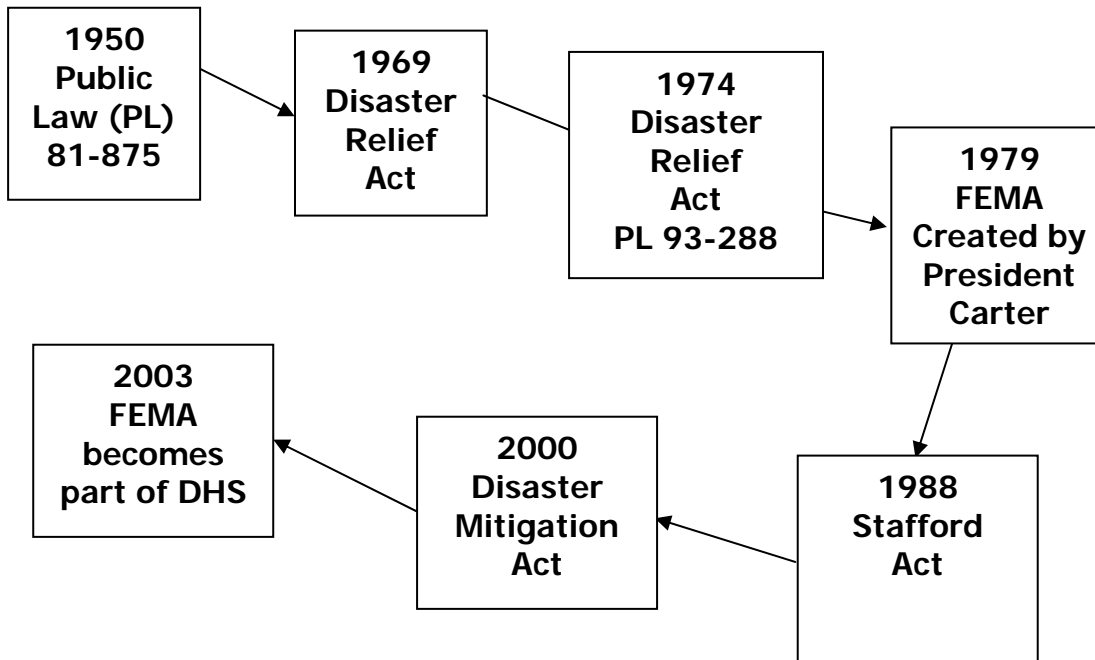 1950
Public
Law (PL)
81-875
1969
Disaster
Relief
Act
1974
Disaster
Relief
Act
PL 93-288
1979
FEMA
Created by
President
Carter
1988
Stafford
Act
2000
Disaster
Mitigation
Act
2003
FEMA
becomes
part of DHS